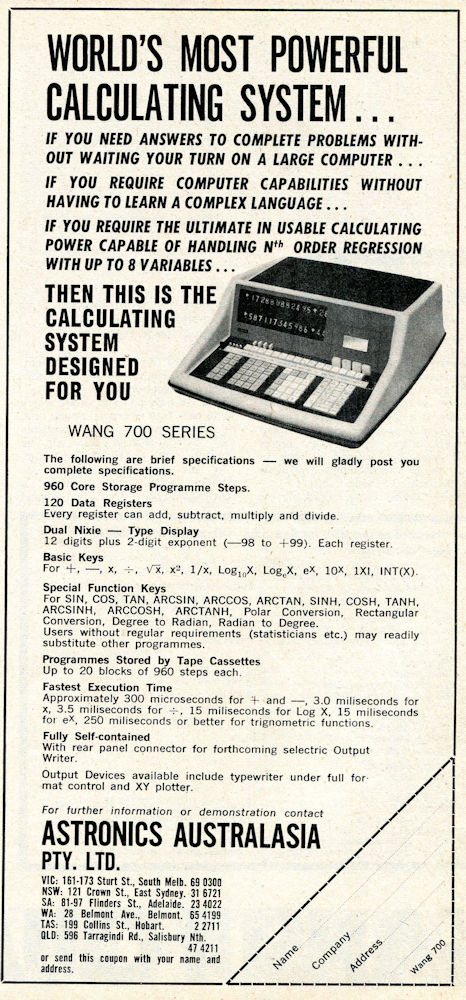 WORLD'S MOST POWERFUL
CALCULATING SYSTEM...
IF YOU NEED ANSWERS TO COMPLETE PROBLEMS WITH-
OUT WAITING YOUR TURN ON A LARGE COMPUTER ...
IF YOU REQUIRE COMPUTER CAPABILITIES WITHOUT
HAVING TO LEARN A COMPLEX LANGUAGE ...
IF YOU REQUIRE THE ULTIMATE IN USABLE CALCULATING
POWER CAPABLE OF HANDLING Nth ORDER REGRESSION
WITH UP TO 8 VARIABLES ...
THEN THIS IS THE
CALCULATING
SYSTEM
DESIGNED
FOR YOU
WANG 700 SERIES
The following are brief specifications — we will gladly post you
complete specifications.
960 Core Storage Programme Steps.
120 Data Registers
Every register can add, subtract, multiply and divide.
Dual Nixie — Type Display
12 digits plus 2-digit exponent (—98 to +99). Each register.
Basic Keys
For +, —, x, ÷, √x, x², 1/x, Log₁₀X, LogₑX, eˣ, 10X, 1X1, INT(X).
Special Function Keys
For SIN, COS, TAN, ARCSIN, ARCCOS, ARCTAN, SINH, COSH, TANH,
ARCSINH, ARCCOSH, ARCTANH, Polar Conversion, Rectangular
Conversion, Degree to Radian, Radian to Degree.
Users without regular requirements (statisticians etc.) may readily
substitute other programmes.
Programmes Stored by Tape Cassettes
Up to 20 blocks of 960 steps each.
Fastest Execution Time
Approximately 300 microseconds for + and —, 3.0 miliseconds for
x, 3.5 miliseconds for ÷, 15 miliseconds for Log X, 15 miliseconds
for eˣ, 250 miliseconds or better for trignometric functions.
Fully Self-contained
With rear panel connector for forthcoming selectric Output
Writer.
Output Devices available include typewriter under full for-
mat control and XY plotter.
For further information or demonstration contact
ASTRONICS AUSTRALASIA
PTY. LTD.
VIC: 161-173 Sturt St., South Melb. 69 0300
NSW: 121 Crown St., East Sydney. 31 6721
SA: 81-97 Flinders St., Adelaide. 23 4022
WA: 28 Belmont Ave., Belmont. 65 4199
TAS: 199 Collins St., Hobart. 2 2711
QLD: 596 Tarragindi Rd., Salisbury Nth.
47 4211
or send this coupon with your name and
address.
Name
Company
Address
Wang 700